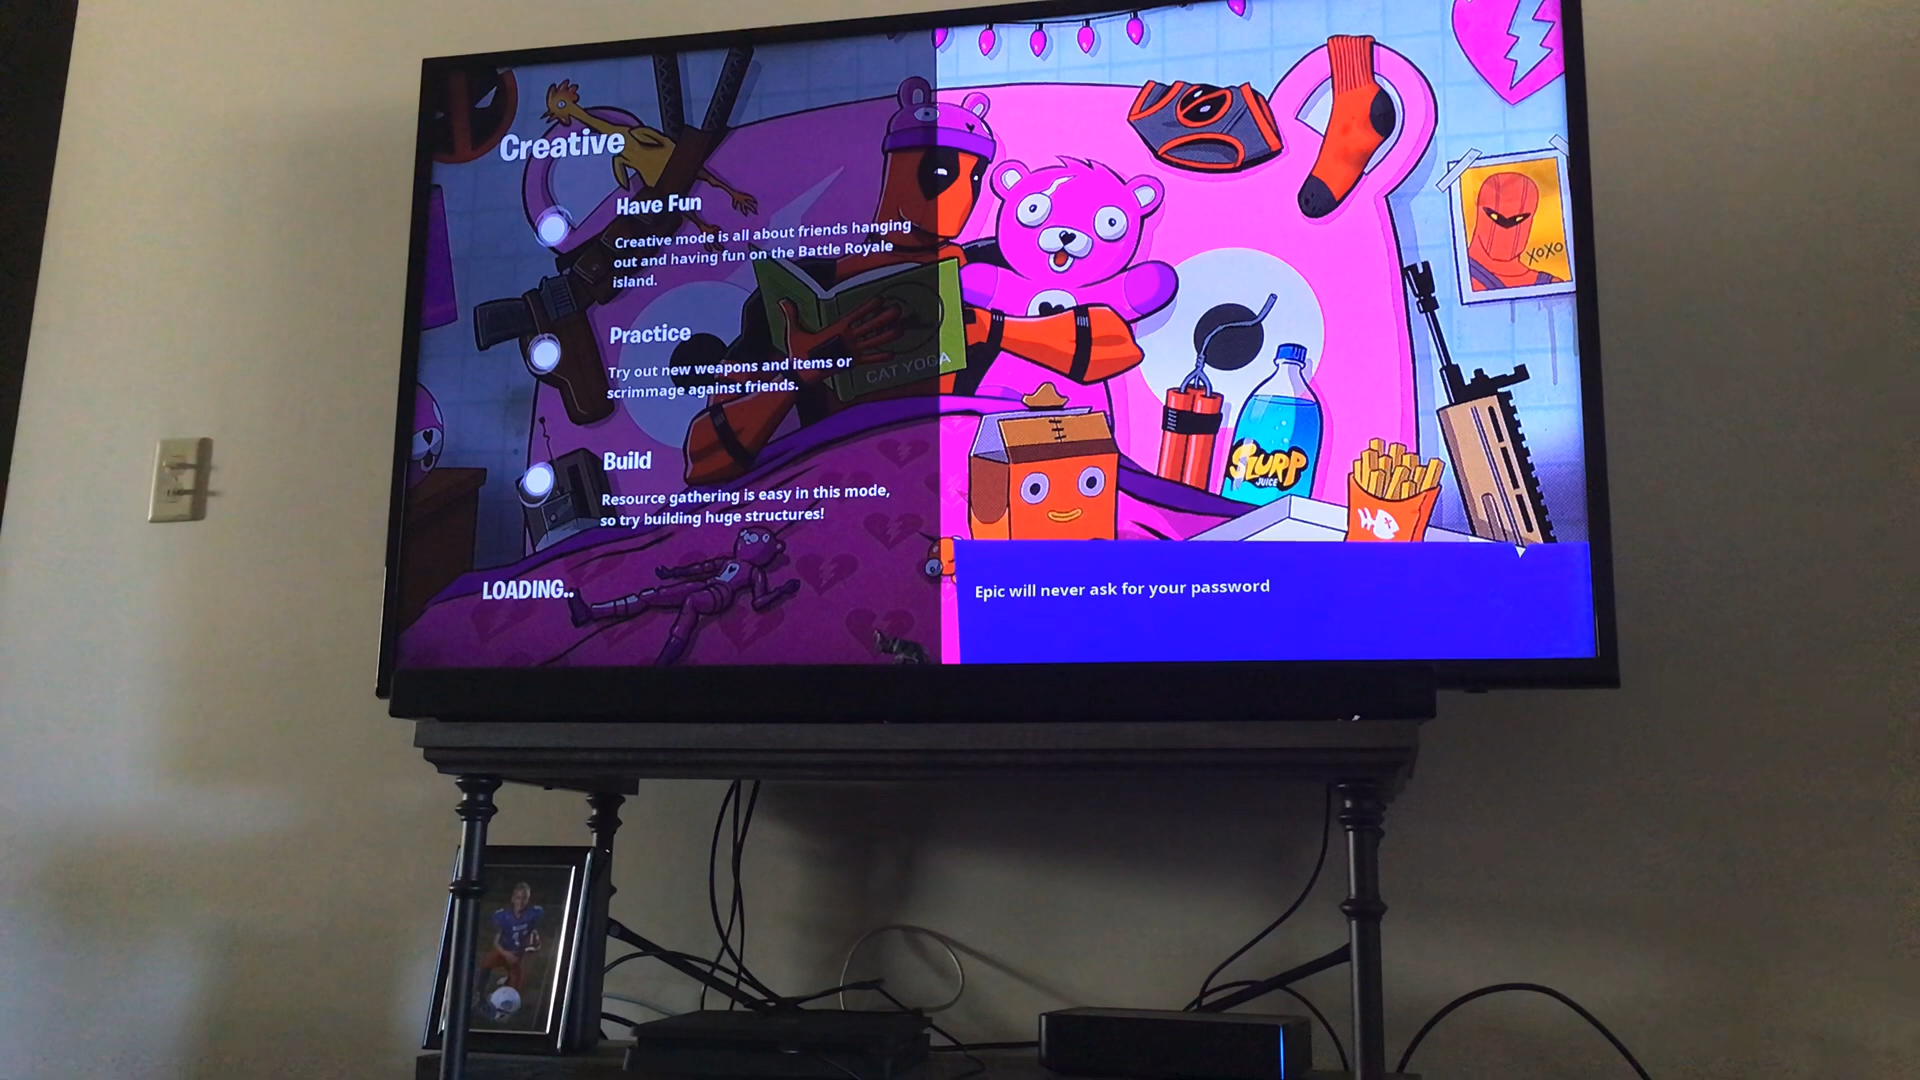 Creative
Have Fun
Creative mode is all about friends hanging
out and having fun on the Battle Royale
island.
Practice
Try out new weapons and items or
scrimmage against friends.
Build
Resource gathering is easy in this mode,
so try building huge structures!
LOADING..
CAT YOGA
XOXO
SLURP
JUICE
Epic will never ask for your password